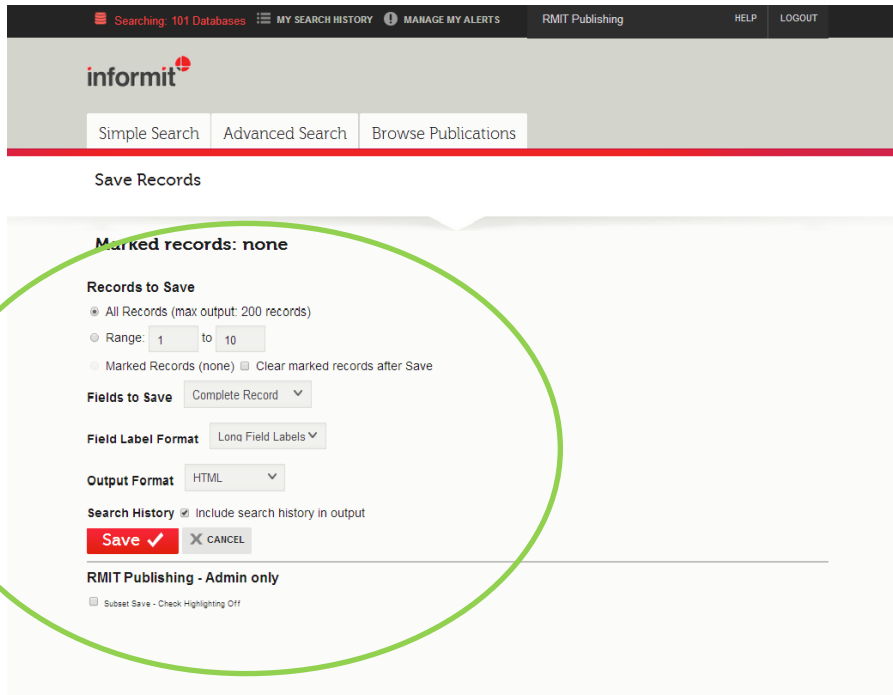 Searching: 101 Databases MY SEARCH HISTORY MANAGE MY ALERTS RMIT Publishing HELP LOGOUT
informit
Simple Search Advanced Search Browse Publications
Save Records
Marked records: none
Records to Save
All Records (max output: 200 records)
Range: 1 to 10
Marked Records (none) Clear marked records after Save
Fields to Save Complete Record
Field Label Format Long Field Labels
Output Format HTML
Search History Include search history in output
Save CANCEL
RMIT Publishing - Admin only
Subset Save - Check Highlighting Off